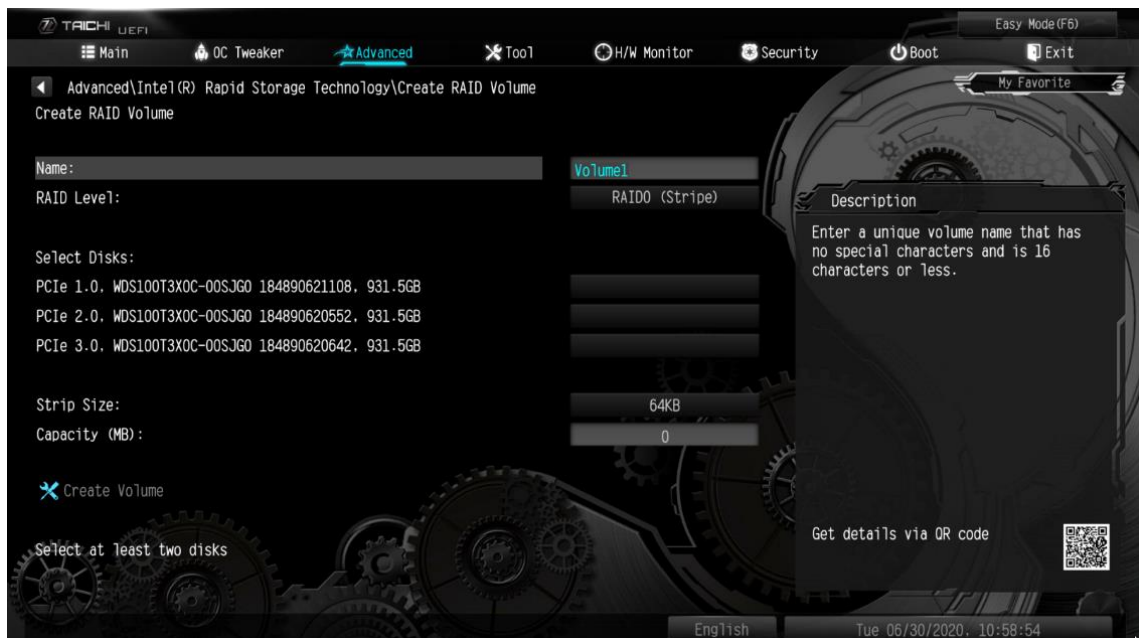 TAICHI UEFI
Easy Mode(F6)
Main OC Tweaker Advanced Tool H/W Monitor Security Boot Exit
Advanced\Intel(R) Rapid Storage Technology\Create RAID Volume
My Favorite
Create RAID Volume
Name: Volume1
RAID Level: RAID0 (Stripe)
Description
Enter a unique volume name that has
no special characters and is 16
characters or less.
Select Disks:
PCIe 1.0, WDS100T3X0C-00SJG0 184890621108, 931.5GB
PCIe 2.0, WDS100T3X0C-00SJG0 184890620552, 931.5GB
PCIe 3.0, WDS100T3X0C-00SJG0 184890620642, 931.5GB
Strip Size: 64KB
Capacity (MB): 0
Create Volume
Select at least two disks
Get details via QR code
English
Tue 06/30/2020, 10:58:54